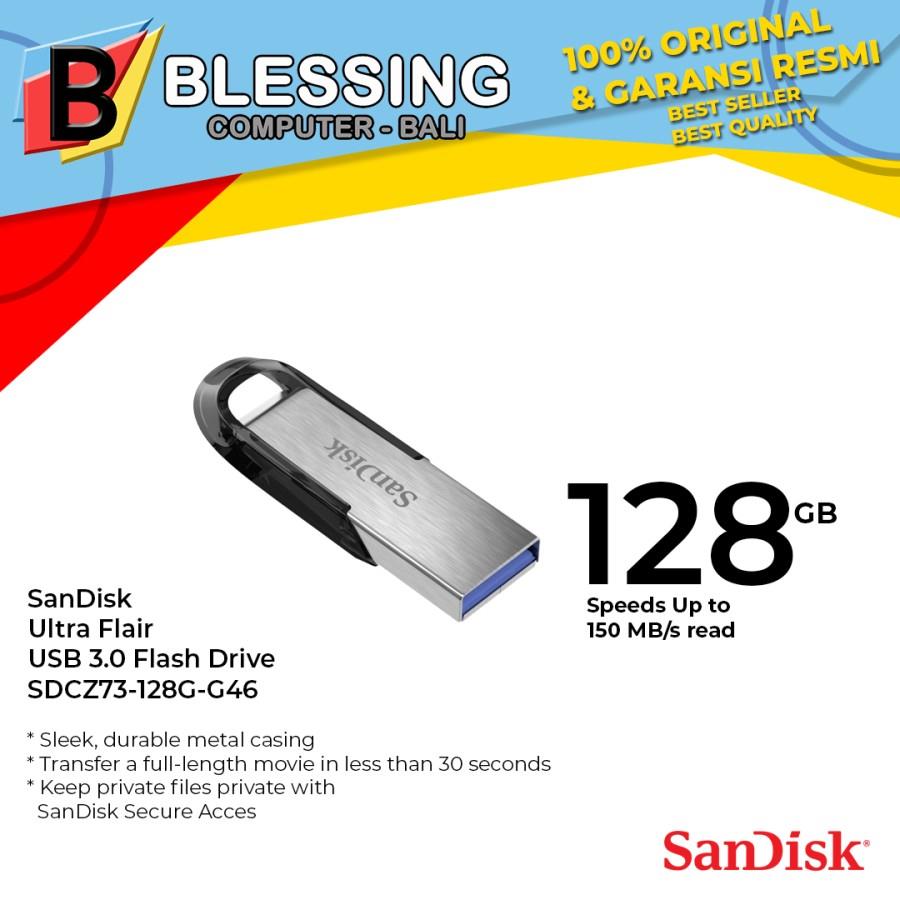 B
BLESSING
COMPUTER - BALI
100% ORIGINAL
& GARANSI RESMI
BEST SELLER
BEST QUALITY
SanDisk
128GB
Speeds Up to
150 MB/s read
SanDisk
Ultra Flair
USB 3.0 Flash Drive
SDCZ73-128G-G46
* Sleek, durable metal casing
* Transfer a full-length movie in less than 30 seconds
* Keep private files private with
SanDisk Secure Acces
SanDisk®